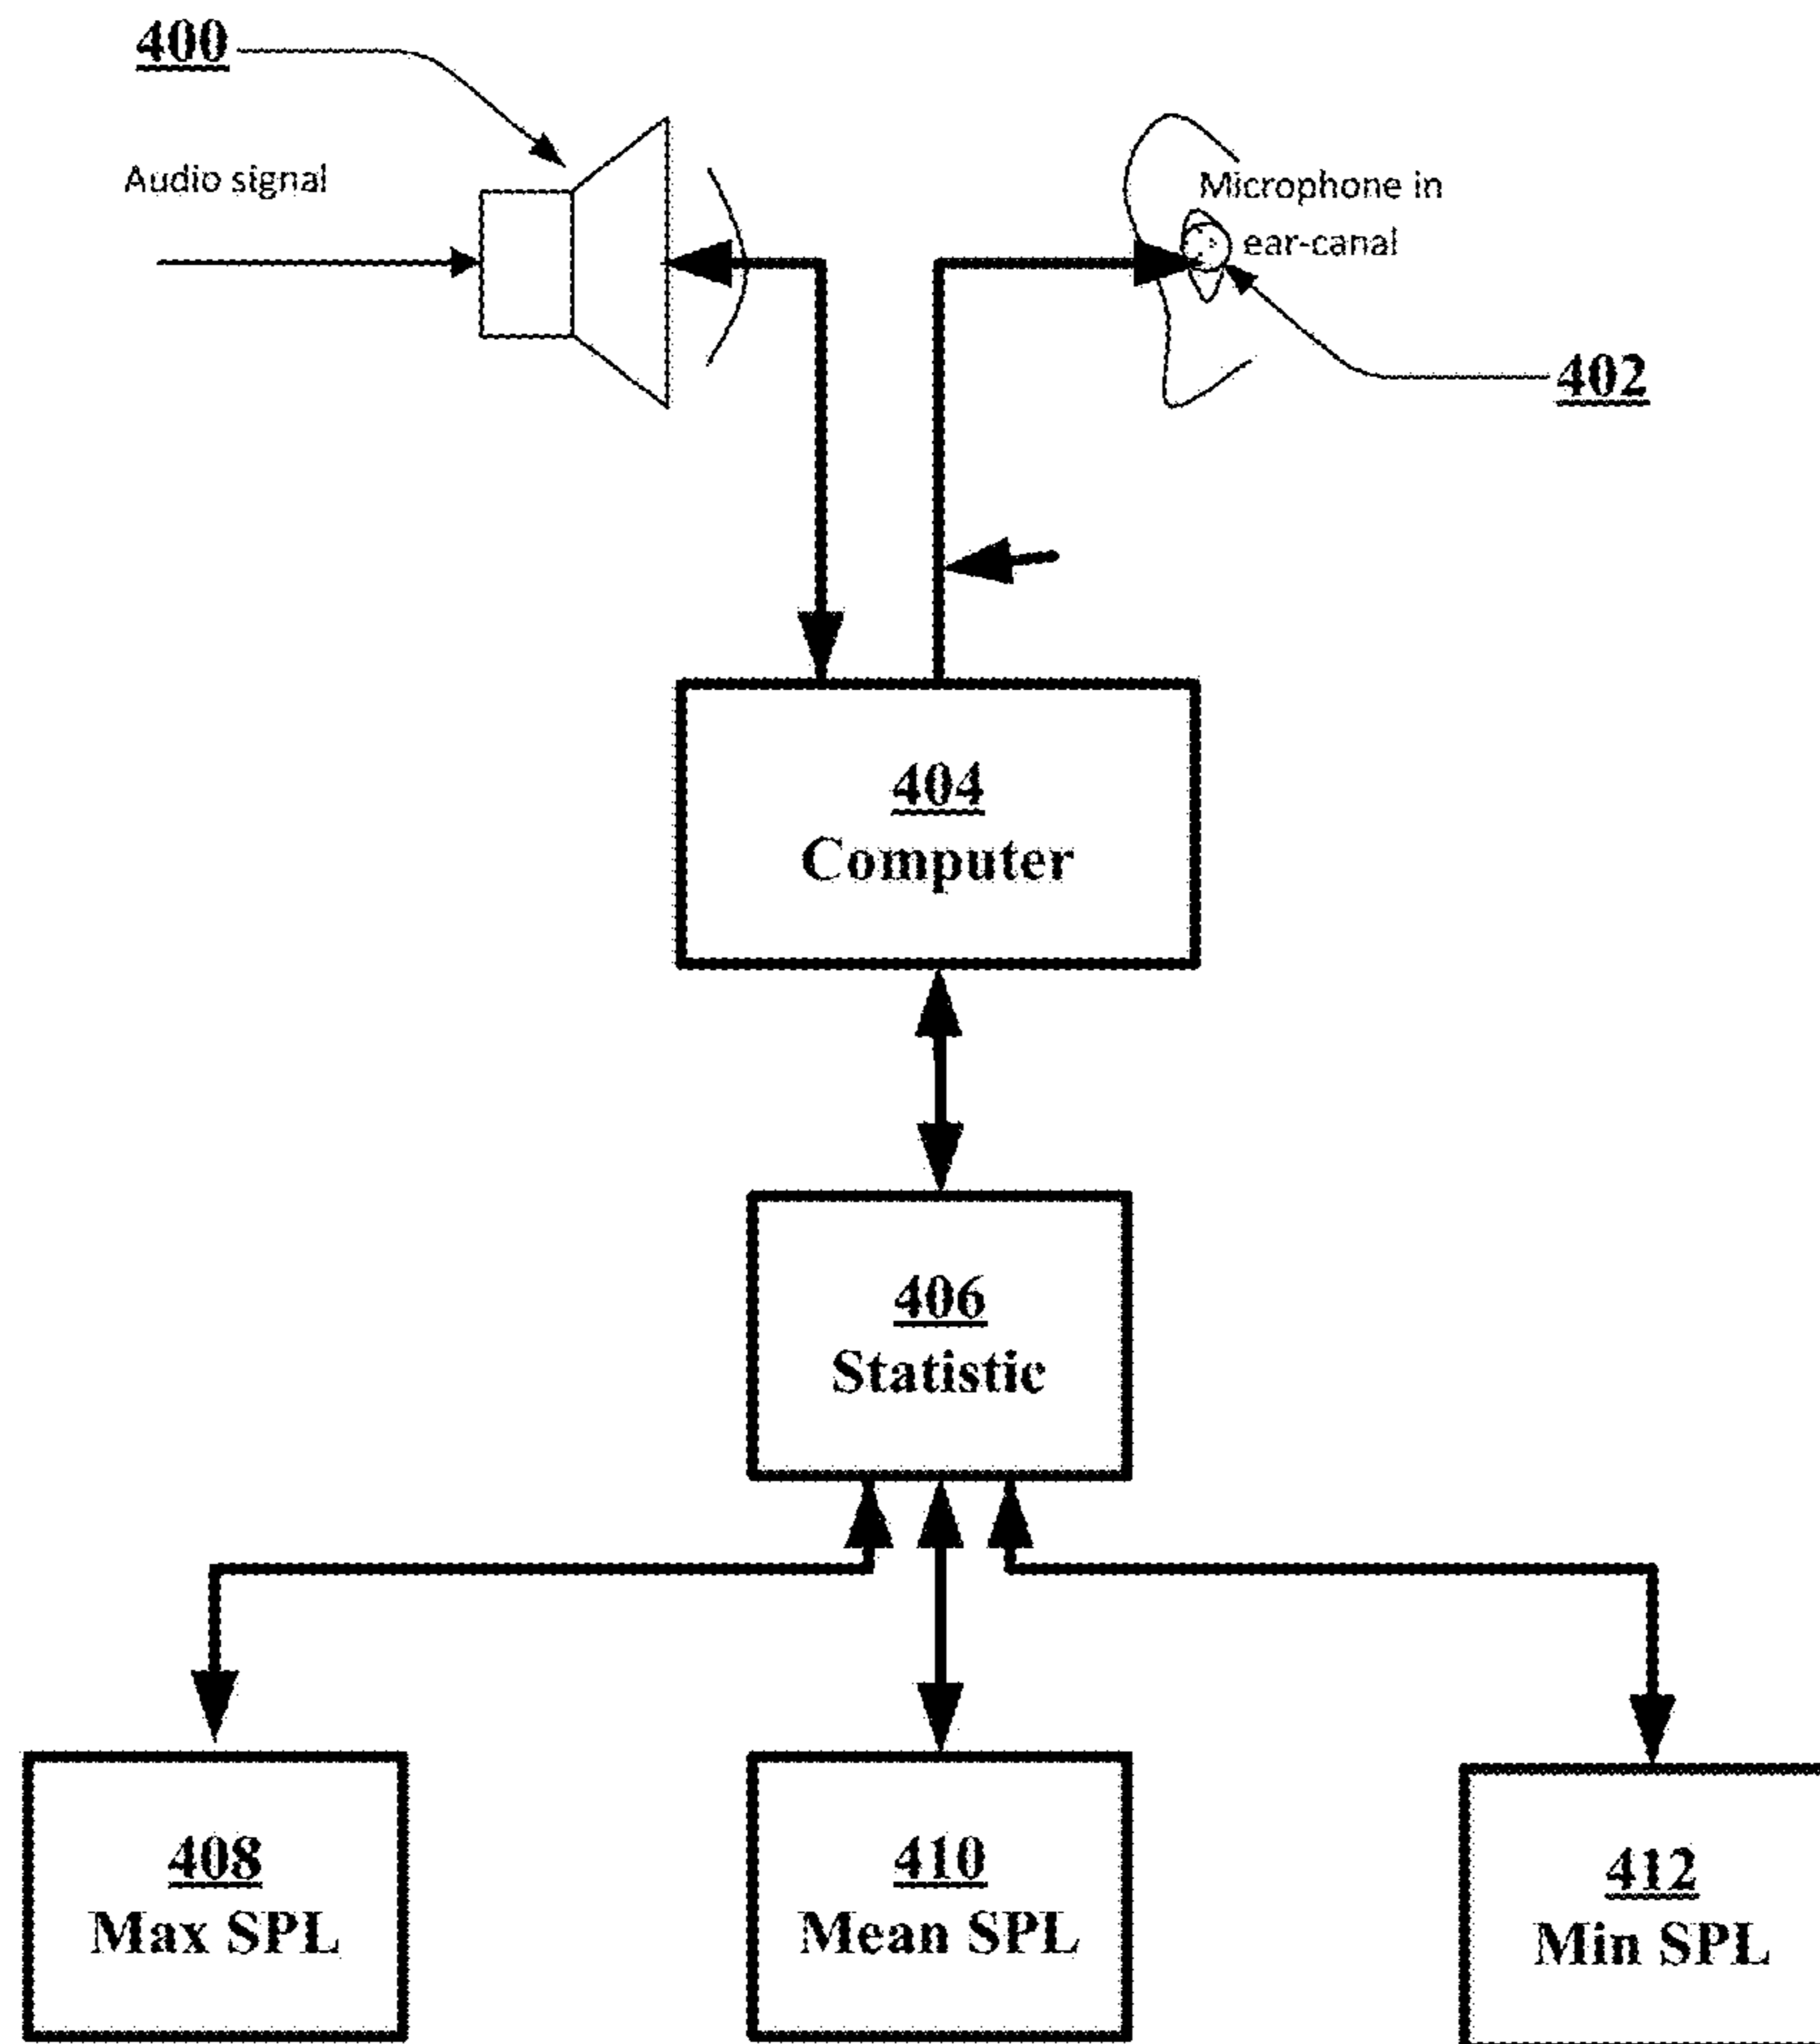 400
Audio signal
Microphone in
ear-canal
402
404
Computer
406
Statistic
408
Max SPL
410
Mean SPL
412
Min SPL